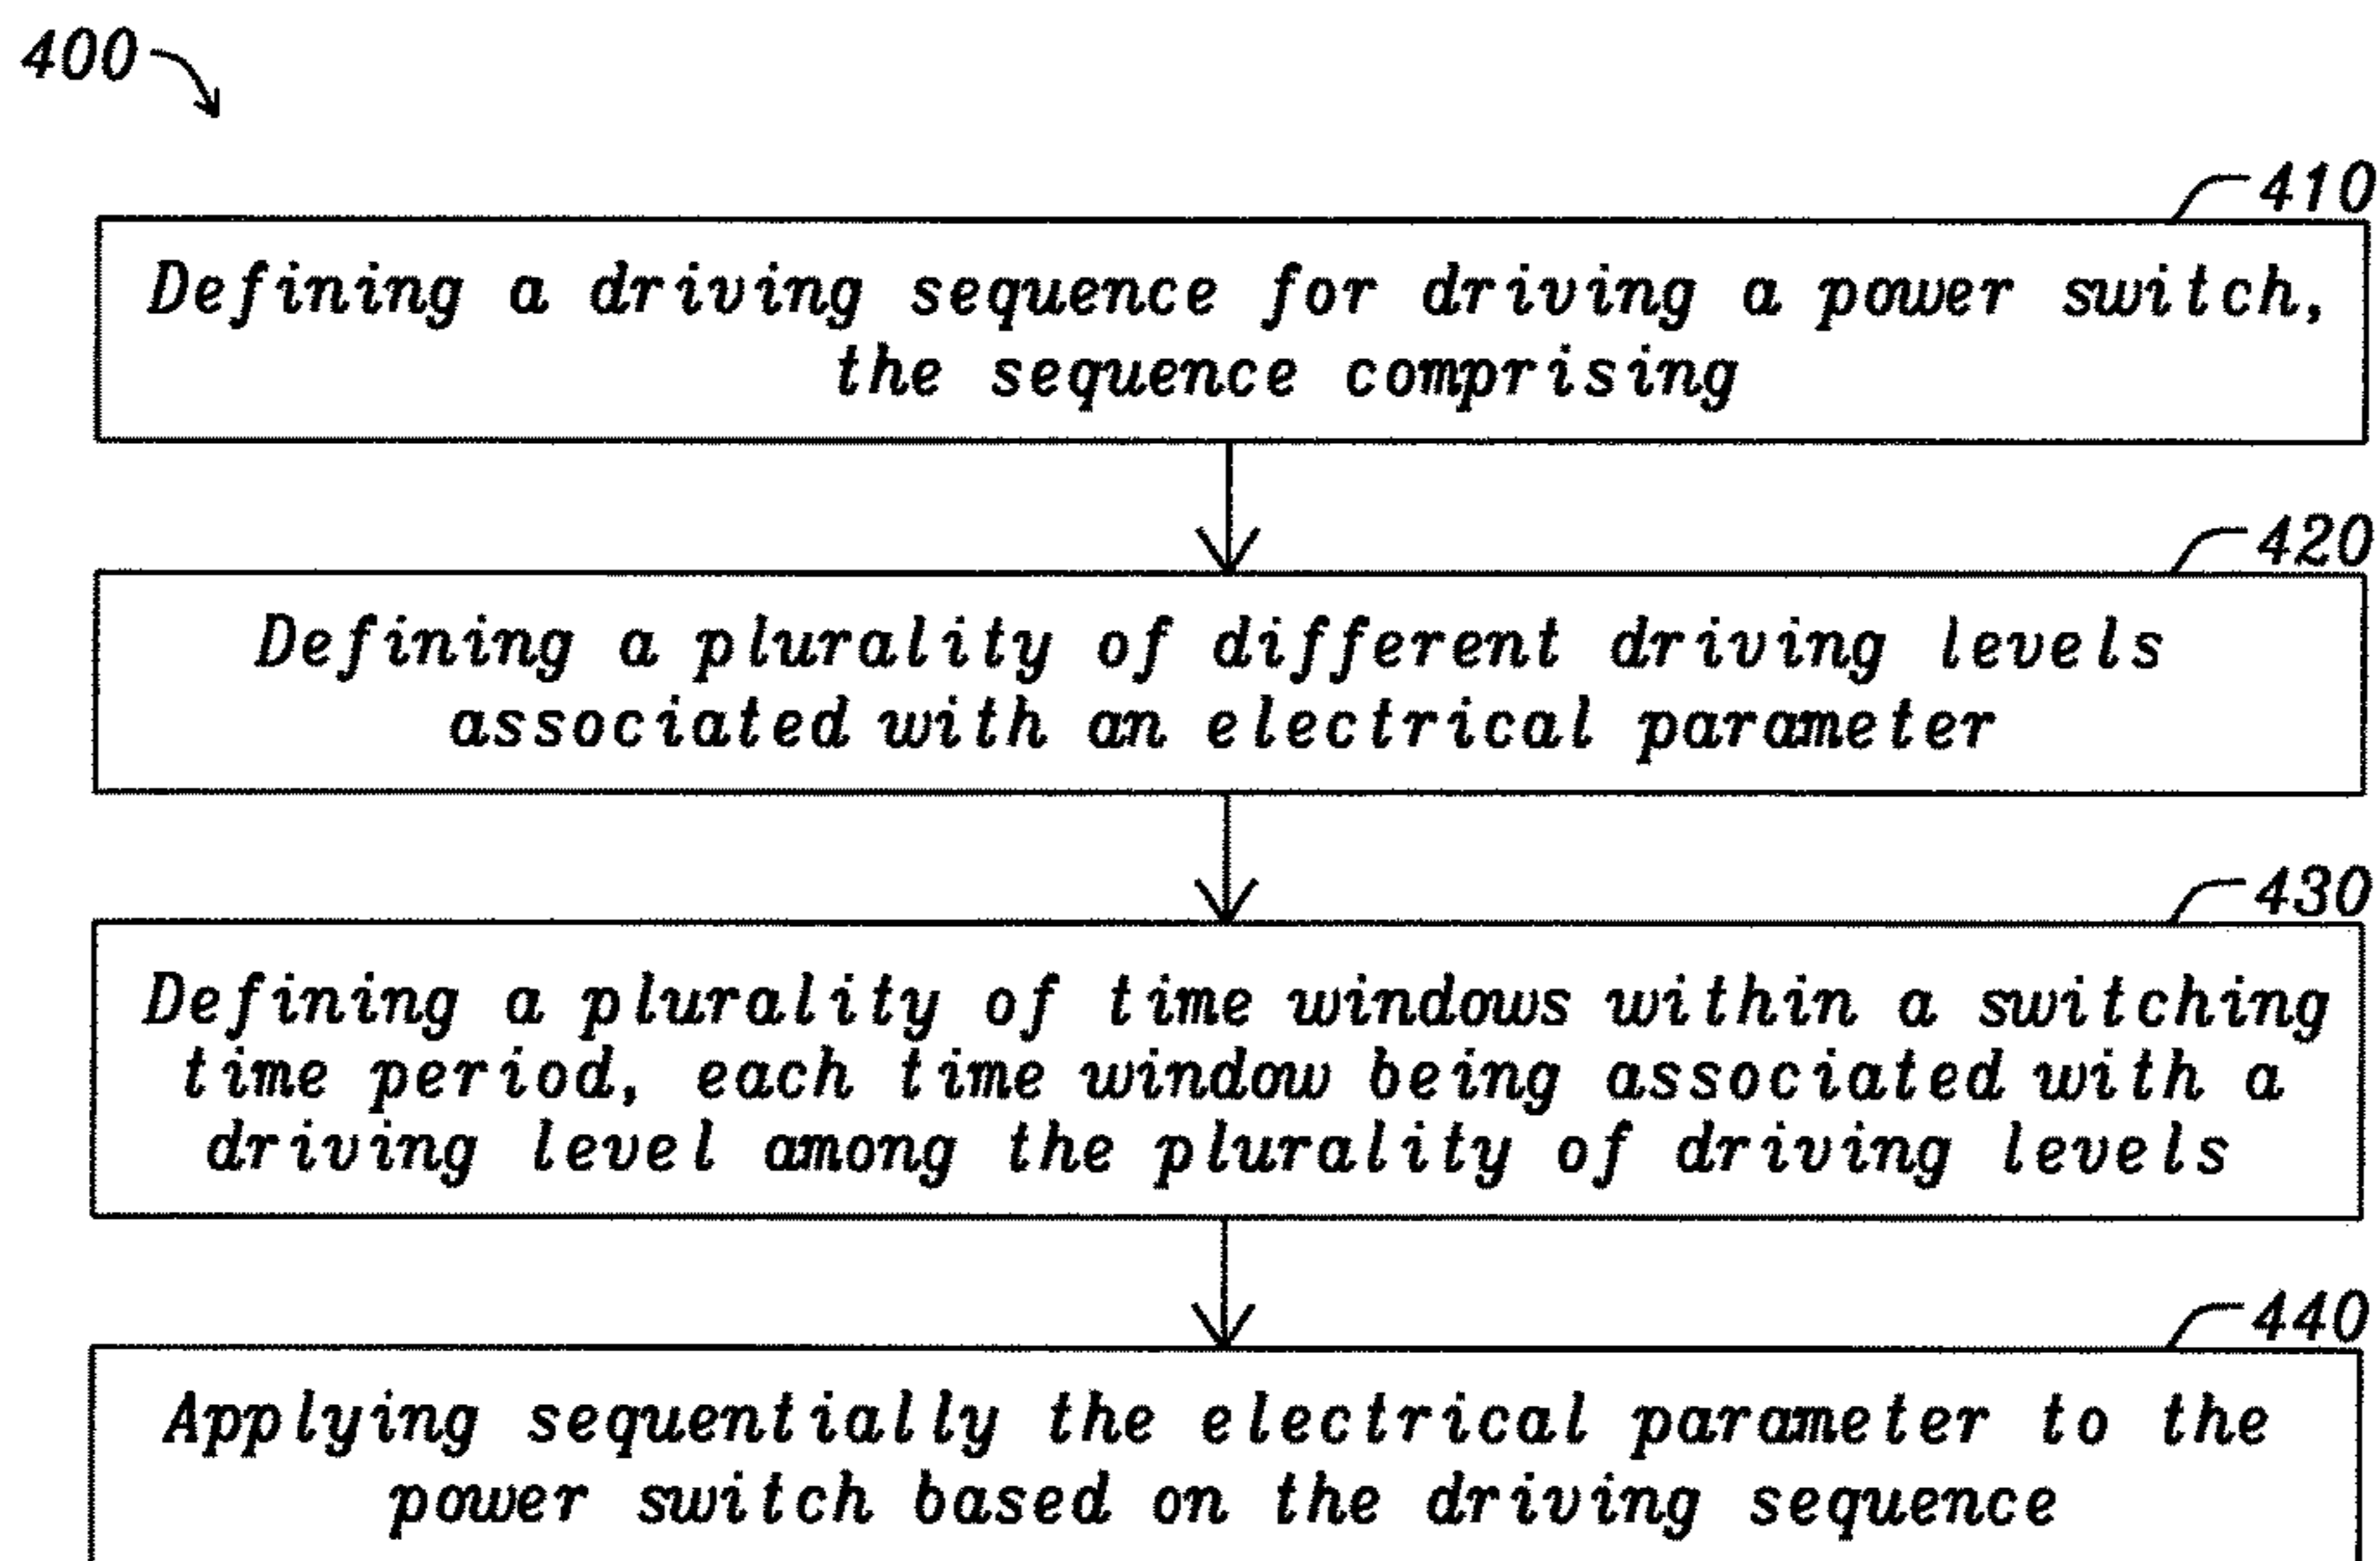 400
410
Defining a driving sequence for driving a power switch,
the sequence comprising
420
Defining a plurality of different driving levels
associated with an electrical parameter
430
Defining a plurality of time windows within a switching
time period, each time window being associated with a
driving level among the plurality of driving levels
440
Applying sequentially the electrical parameter to the
power switch based on the driving sequence